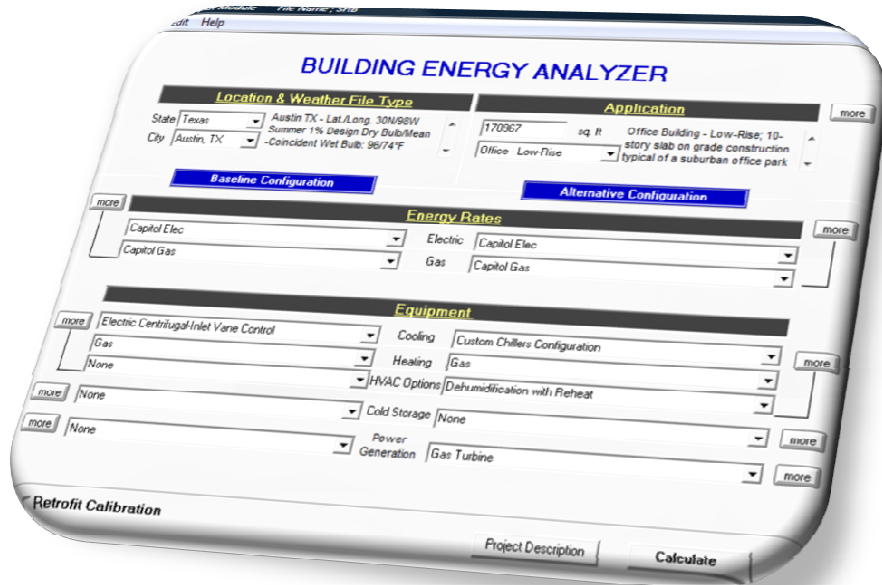 Module File Name : SRB
Edit Help
BUILDING ENERGY ANALYZER
Location & Weather File Type
Application
more
State Texas
City Austin, TX
Austin TX - Lat./Long. 30N/98W
Summer 1% Design Dry Bulb/Mean
-Coincident Wet Bulb: 96/74°F
170967 sq. ft
Office - Low-Rise
Office Building - Low-Rise; 10-
story slab on grade construction
typical of a suburban office park
Baseline Configuration
Alternative Configuration
Energy Rates
more
more
Capitol Elec Electric Capitol Elec
Capitol Gas Gas Capitol Gas
Equipment
more Electric Centrifugal-Inlet Vane Control Cooling Custom Chillers Configuration more
Gas Heating Gas
None HVAC Options Dehumidification with Reheat
more None Cold Storage None more
more None Power Generation Gas Turbine more
Retrofit Calibration
Project Description Calculate